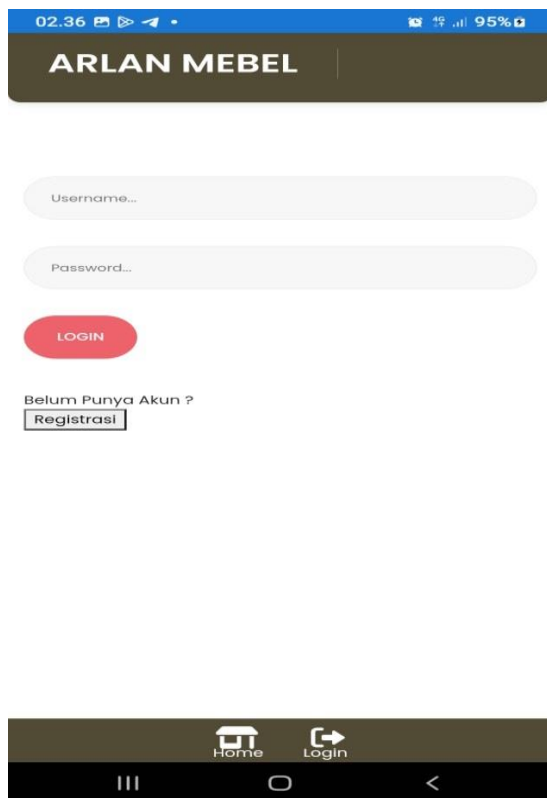 02.36 95%
ARLAN MEBEL
Username...
Password...
LOGIN
Belum Punya Akun ?
Registrasi
Home Login